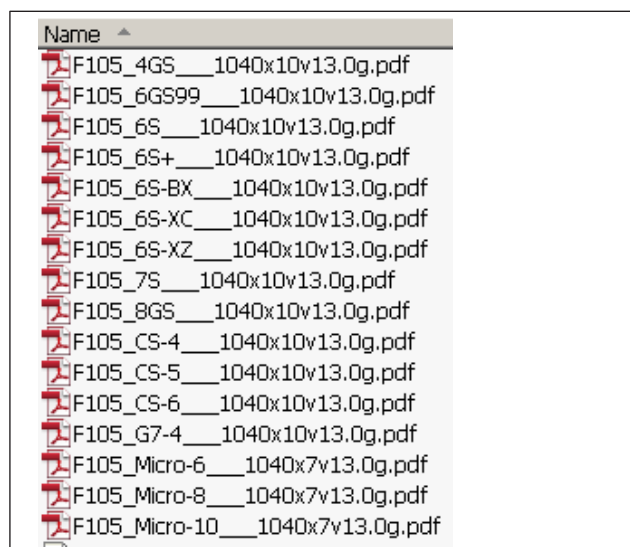 Name
F105_4GS___1040x10v13.0g.pdf
F105_6GS99___1040x10v13.0g.pdf
F105_6S___1040x10v13.0g.pdf
F105_6S+___1040x10v13.0g.pdf
F105_6S-BX___1040x10v13.0g.pdf
F105_6S-XC___1040x10v13.0g.pdf
F105_6S-XZ___1040x10v13.0g.pdf
F105_7S___1040x10v13.0g.pdf
F105_8GS___1040x10v13.0g.pdf
F105_CS-4___1040x10v13.0g.pdf
F105_CS-5___1040x10v13.0g.pdf
F105_CS-6___1040x10v13.0g.pdf
F105_G7-4___1040x10v13.0g.pdf
F105_Micro-6___1040x7v13.0g.pdf
F105_Micro-8___1040x7v13.0g.pdf
F105_Micro-10___1040x7v13.0g.pdf